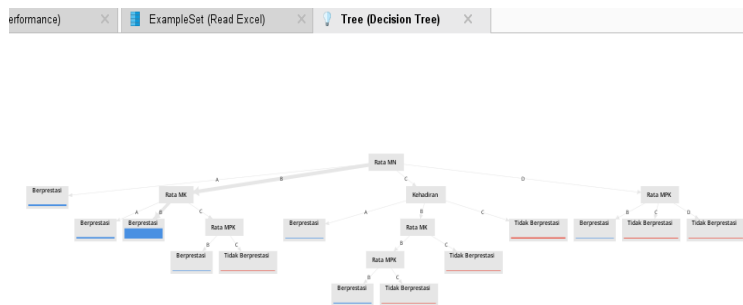 erformance)
ExampleSet (Read Excel)
Tree (Decision Tree)
Rata MN
A
B
C
D
Berprestasi
Rata MK
Kehadiran
Rata MPK
A
B
C
A
B
C
B
C
D
Berprestasi
Berprestasi
Rata MPK
Berprestasi
Rata MK
Tidak Berprestasi
Berprestasi
Tidak Berprestasi
Tidak Berprestasi
B
C
B
C
Berprestasi
Tidak Berprestasi
Rata MPK
Tidak Berprestasi
B
C
Berprestasi
Tidak Berprestasi